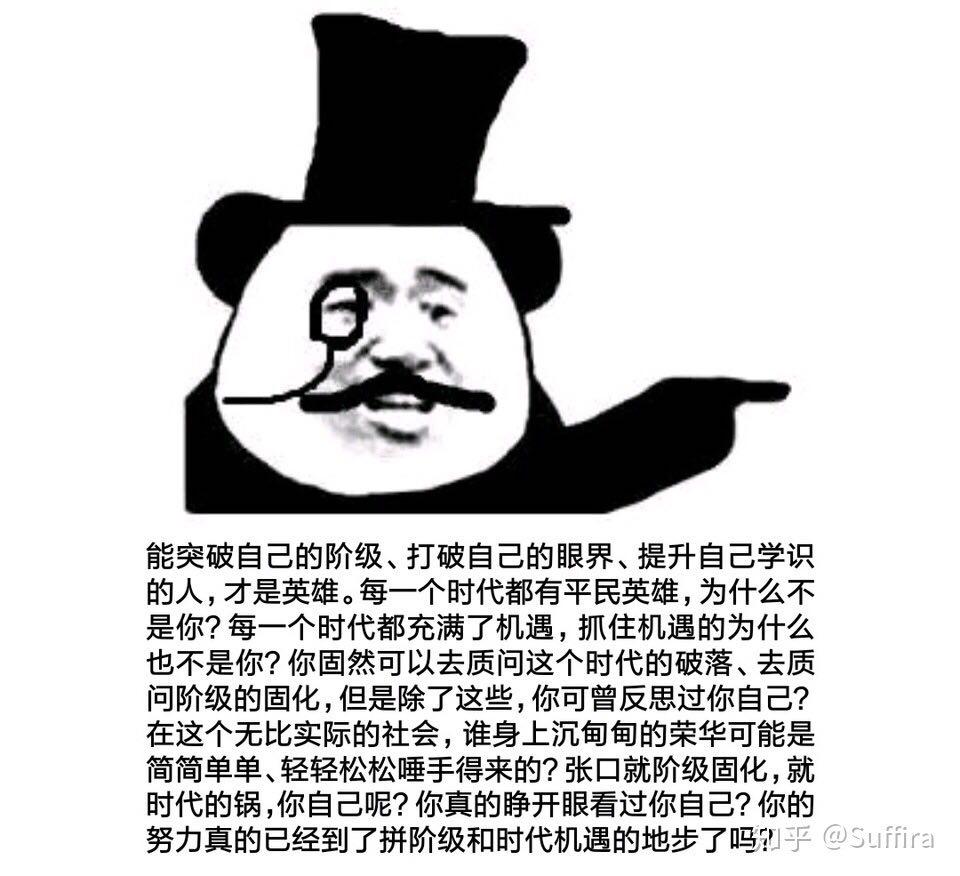 能突破自己的阶级、打破自己的眼界、提升自己学识
的人，才是英雄。每一个时代都有平民英雄，为什么不
是你？每一个时代都充满了机遇，抓住机遇的为什么
也不是你？你固然可以去质问这个时代的破落、去质
问阶级的固化，但是除了这些，你可曾反思过你自己？
在这个无比实际的社会，谁身上沉甸甸的荣华可能是
简简单单、轻轻松松唾手得来的？张口就阶级固化，就
时代的锅，你自己呢？你真的睁开眼看过你自己？你的
努力真的已经到了拼阶级和时代机遇的地步了吗？
知乎 @Suffira